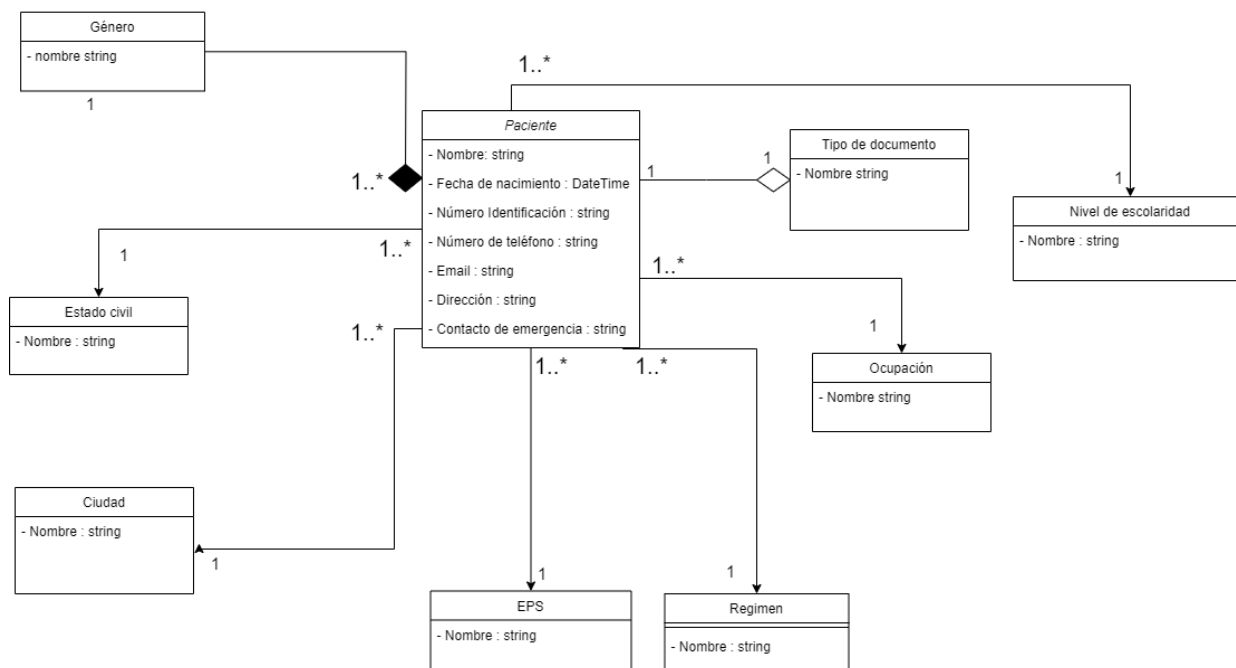 Género
- nombre string
1
1..*
1..*
Paciente
- Nombre: string
- Fecha de nacimiento : DateTime
- Número Identificación : string
- Número de teléfono : string
- Email : string
- Dirección : string
- Contacto de emergencia : string
1
1
Tipo de documento
- Nombre string
1
Nivel de escolaridad
- Nombre : string
1..*
1
Estado civil
- Nombre : string
1..*
1
Ocupación
- Nombre string
1..*
1
Ciudad
- Nombre : string
1..*
1
EPS
- Nombre : string
1..*
1
Regimen
- Nombre : string